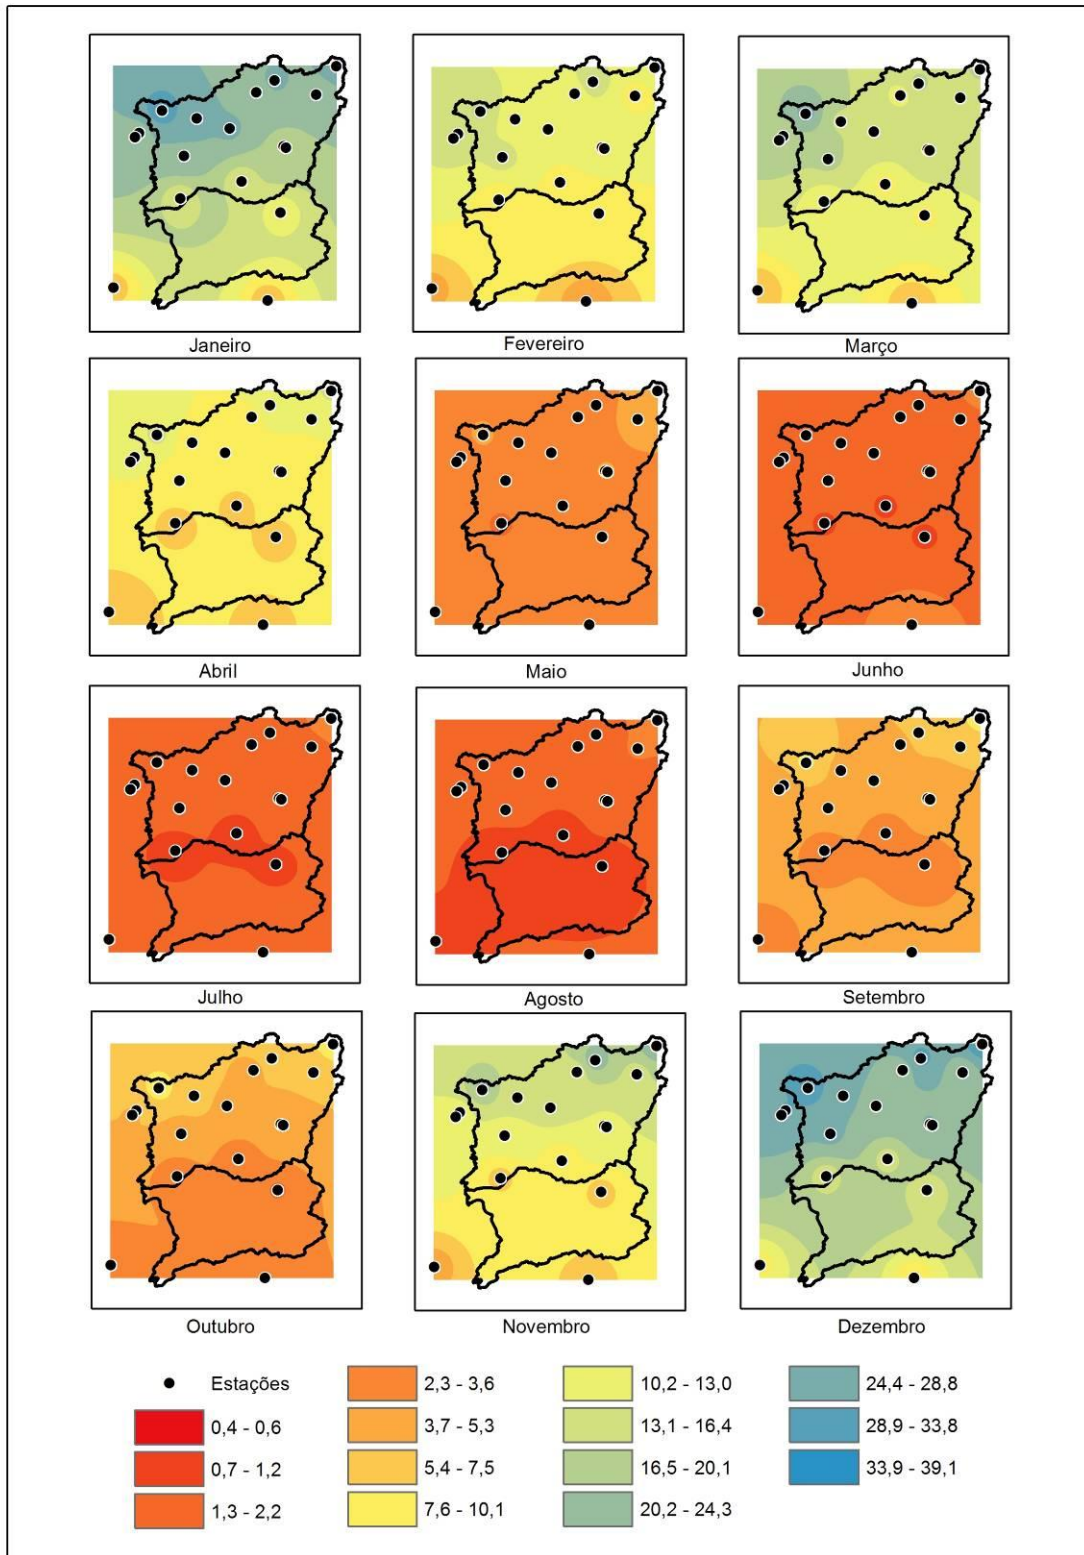 Janeiro
Fevereiro
Março
Abril
Maio
Junho
Julho
Agosto
Setembro
Outubro
Novembro
Dezembro
Estações
0,4 - 0,6
0,7 - 1,2
1,3 - 2,2
2,3 - 3,6
3,7 - 5,3
5,4 - 7,5
7,6 - 10,1
10,2 - 13,0
13,1 - 16,4
16,5 - 20,1
20,2 - 24,3
24,4 - 28,8
28,9 - 33,8
33,9 - 39,1